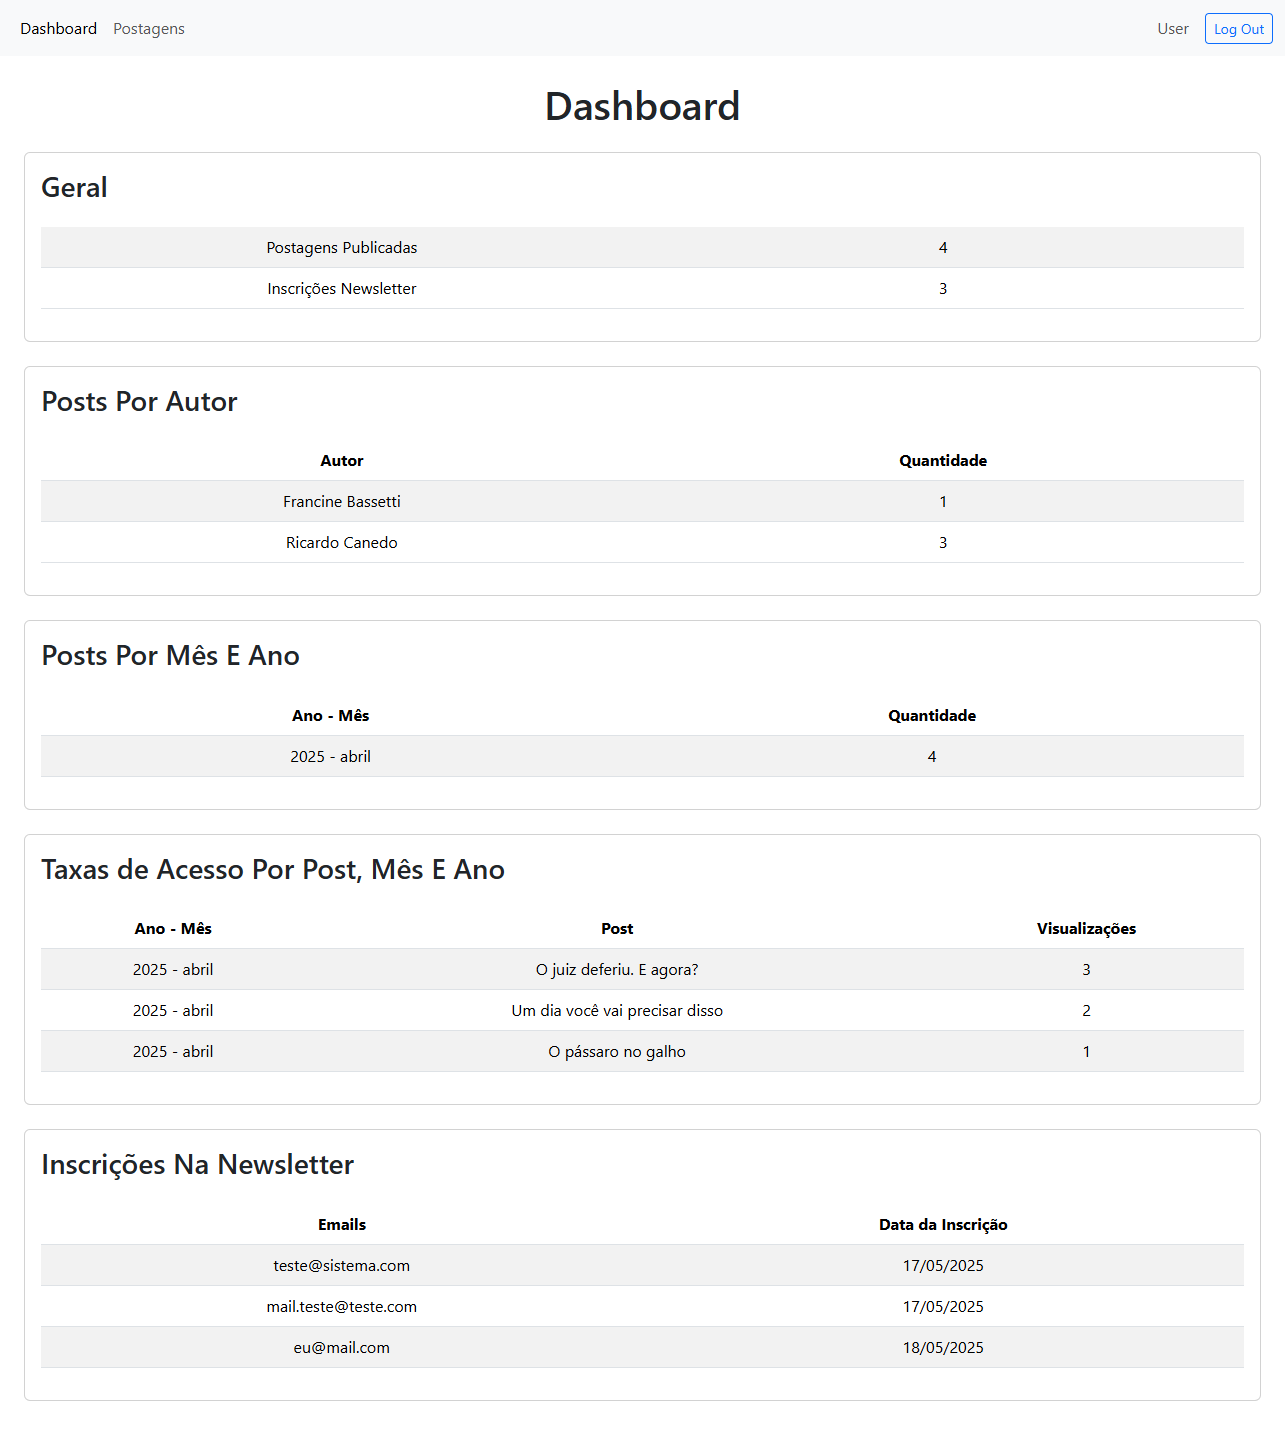 Dashboard Postagens User Log Out
Dashboard
Geral
Postagens Publicadas 4
Inscrições Newsletter 3
Posts Por Autor
Autor Quantidade
Francine Bassetti 1
Ricardo Canedo 3
Posts Por Mês E Ano
Ano - Mês Quantidade
2025 - abril 4
Taxas de Acesso Por Post, Mês E Ano
Ano - Mês Post Visualizações
2025 - abril O juiz deferiu. E agora? 3
2025 - abril Um dia você vai precisar disso 2
2025 - abril O pássaro no galho 1
Inscrições Na Newsletter
Emails Data da Inscrição
teste@sistema.com 17/05/2025
mail.teste@teste.com 17/05/2025
eu@mail.com 18/05/2025